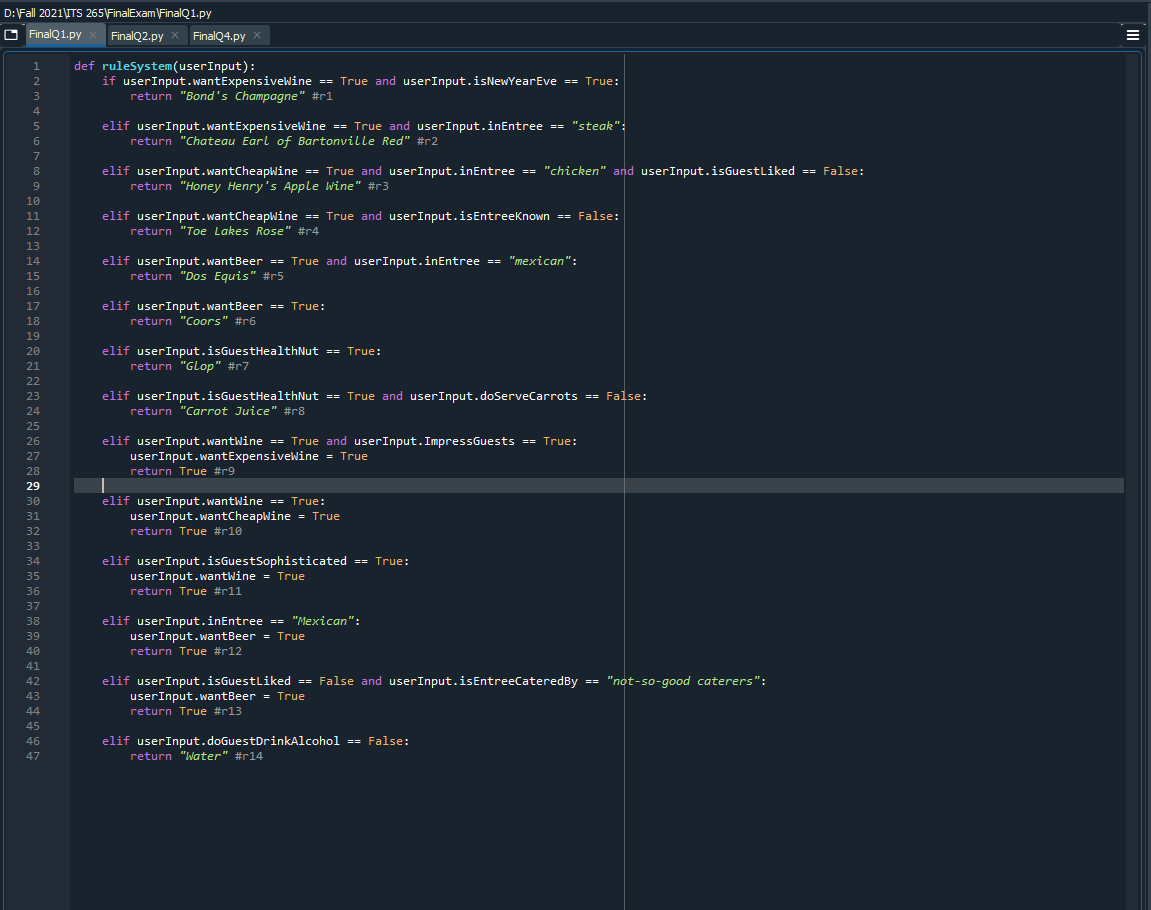 D:\Fall 2021\ITS 265\FinalExam\FinalQ1.py
FinalQ1.py × FinalQ2.py × FinalQ4.py ×
1 def ruleSystem(userInput):
2 if userInput.wantExpensiveWine == True and userInput.isNewYearEve == True:
3 return "Bond's Champagne" #r1
4
5 elif userInput.wantExpensiveWine == True and userInput.inEntree == "steak":
6 return "Chateau Earl of Bartonville Red" #r2
7
8 elif userInput.wantCheapWine == True and userInput.inEntree == "chicken" and userInput.isGuestLiked == False:
9 return "Honey Henry's Apple Wine" #r3
10
11 elif userInput.wantCheapWine == True and userInput.isEntreeKnown == False:
12 return "Toe Lakes Rose" #r4
13
14 elif userInput.wantBeer == True and userInput.inEntree == "mexican":
15 return "Dos Equis" #r5
16
17 elif userInput.wantBeer == True:
18 return "Coors" #r6
19
20 elif userInput.isGuestHealthNut == True:
21 return "Glop" #r7
22
23 elif userInput.isGuestHealthNut == True and userInput.doServeCarrots == False:
24 return "Carrot Juice" #r8
25
26 elif userInput.wantWine == True and userInput.ImpressGuests == True:
27 userInput.wantExpensiveWine = True
28 return True #r9
29
30 elif userInput.wantWine == True:
31 userInput.wantCheapWine = True
32 return True #r10
33
34 elif userInput.isGuestSophisticated == True:
35 userInput.wantWine = True
36 return True #r11
37
38 elif userInput.inEntree == "Mexican":
39 userInput.wantBeer = True
40 return True #r12
41
42 elif userInput.isGuestLiked == False and userInput.isEntreeCateredBy == "not-so-good caterers":
43 userInput.wantBeer = True
44 return True #r13
45
46 elif userInput.doGuestDrinkAlcohol == False:
47 return "Water" #r14